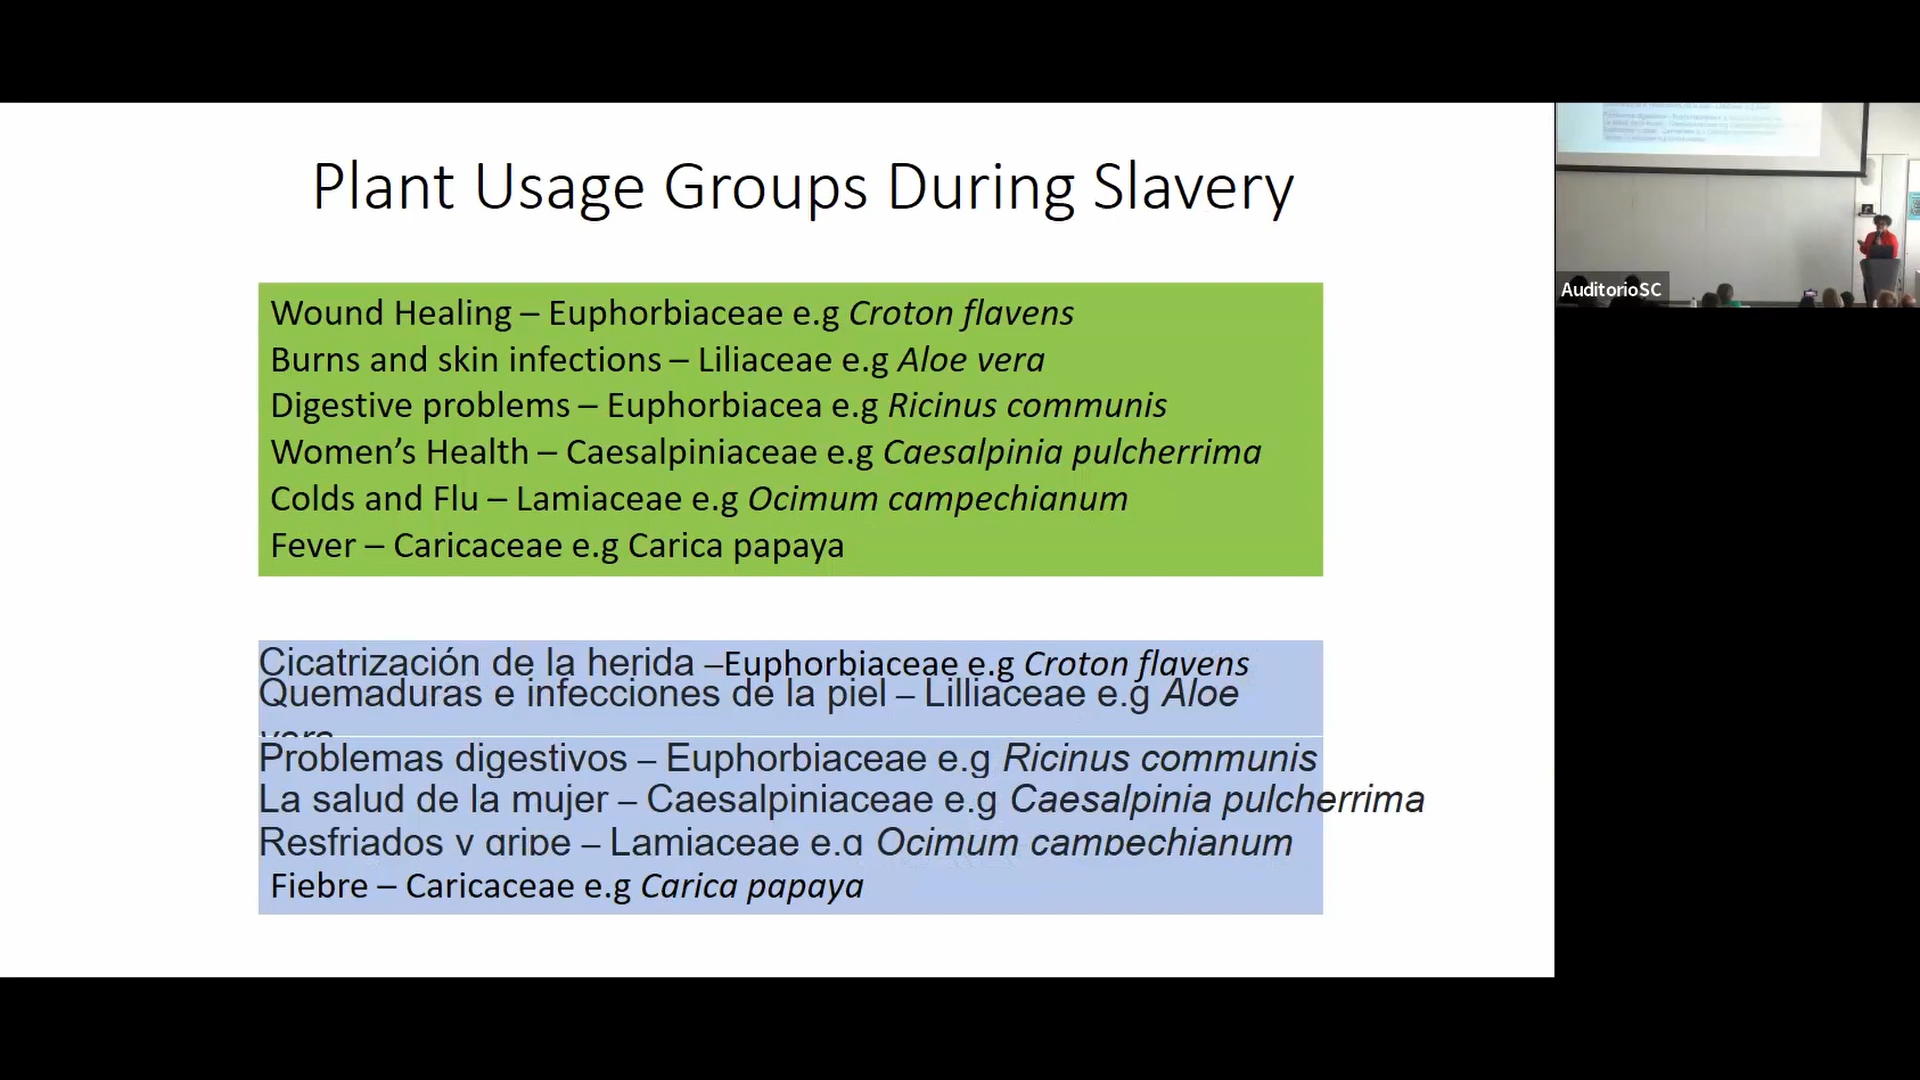 Plant Usage Groups During Slavery
Wound Healing – Euphorbiaceae e.g Croton flavens
Burns and skin infections – Liliaceae e.g Aloe vera
Digestive problems – Euphorbiacea e.g Ricinus communis
Women’s Health – Caesalpiniaceae e.g Caesalpinia pulcherrima
Colds and Flu – Lamiaceae e.g Ocimum campechianum
Fever – Caricaceae e.g Carica papaya
Cicatrización de la herida –Euphorbiaceae e.g Croton flavens
Quemaduras e infecciones de la piel – Lilliaceae e.g Aloe
vera
Problemas digestivos – Euphorbiaceae e.g Ricinus communis
La salud de la mujer – Caesalpiniaceae e.g Caesalpinia pulcherrima
Resfriados y gripe – Lamiaceae e.g Ocimum campechianum
Fiebre – Caricaceae e.g Carica papaya
AuditorioSC